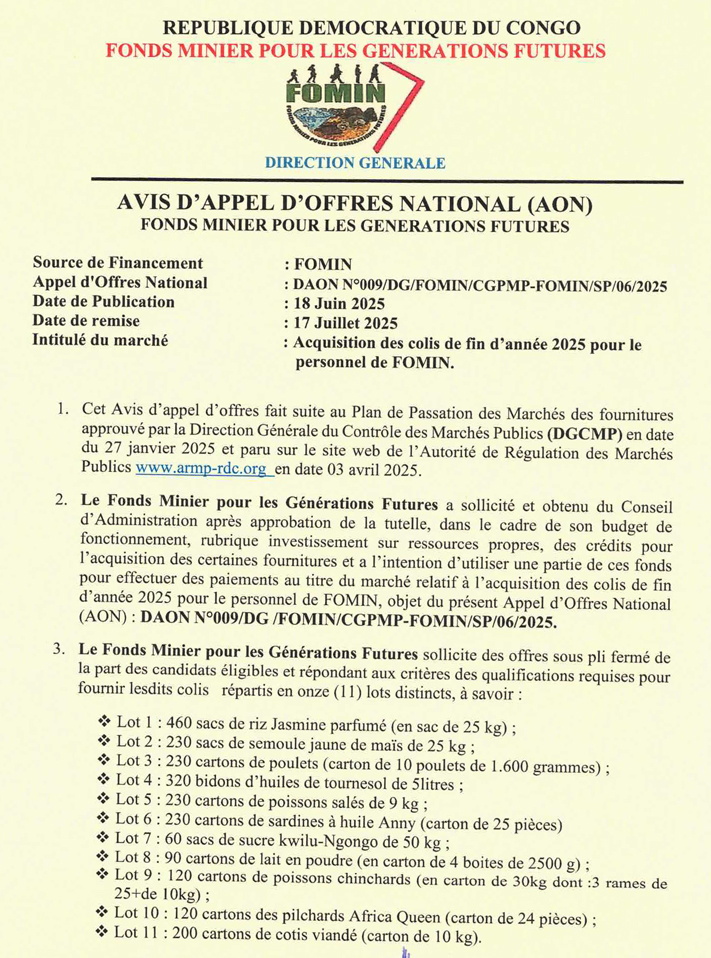 REPUBLIQUE DEMOCRATIQUE DU CONGO
FONDS MINIER POUR LES GENERATIONS FUTURES
FOMIN
FONDS MINIER POUR LES GENERATIONS FUTURES
DIRECTION GENERALE
AVIS D'APPEL D'OFFRES NATIONAL (AON)
FONDS MINIER POUR LES GENERATIONS FUTURES
Source de Financement : FOMIN
Appel d'Offres National : DAON N°009/DG/FOMIN/CGPMP-FOMIN/SP/06/2025
Date de Publication : 18 Juin 2025
Date de remise : 17 Juillet 2025
Intitulé du marché : Acquisition des colis de fin d'année 2025 pour le
personnel de FOMIN.
1. Cet Avis d'appel d'offres fait suite au Plan de Passation des Marchés des fournitures
approuvé par la Direction Générale du Contrôle des Marchés Publics (DGCMP) en date
du 27 janvier 2025 et paru sur le site web de l'Autorité de Régulation des Marchés
Publics www.armp-rdc.org en date 03 avril 2025.
2. Le Fonds Minier pour les Générations Futures a sollicité et obtenu du Conseil
d'Administration après approbation de la tutelle, dans le cadre de son budget de
fonctionnement, rubrique investissement sur ressources propres, des crédits pour
l'acquisition des certaines fournitures et a l'intention d'utiliser une partie de ces fonds
pour effectuer des paiements au titre du marché relatif à l'acquisition des colis de fin
d'année 2025 pour le personnel de FOMIN, objet du présent Appel d'Offres National
(AON) : DAON N°009/DG /FOMIN/CGPMP-FOMIN/SP/06/2025.
3. Le Fonds Minier pour les Générations Futures sollicite des offres sous pli fermé de
la part des candidats éligibles et répondant aux critères des qualifications requises pour
fournir lesdits colis répartis en onze (11) lots distincts, à savoir :
❖ Lot 1 : 460 sacs de riz Jasmine parfumé (en sac de 25 kg) ;
❖ Lot 2 : 230 sacs de semoule jaune de maïs de 25 kg ;
❖ Lot 3 : 230 cartons de poulets (carton de 10 poulets de 1.600 grammes) ;
❖ Lot 4 : 320 bidons d'huiles de tournesol de 5litres ;
❖ Lot 5 : 230 cartons de poissons salés de 9 kg ;
❖ Lot 6 : 230 cartons de sardines à huile Anny (carton de 25 pièces)
❖ Lot 7 : 60 sacs de sucre kwilu-Ngongo de 50 kg ;
❖ Lot 8 : 90 cartons de lait en poudre (en carton de 4 boites de 2500 g) ;
❖ Lot 9 : 120 cartons de poissons chinchards (en carton de 30kg dont :3 rames de
25+de 10kg) ;
❖ Lot 10 : 120 cartons des pilchards Africa Queen (carton de 24 pièces) ;
❖ Lot 11 : 200 cartons de cotis viandé (carton de 10 kg).